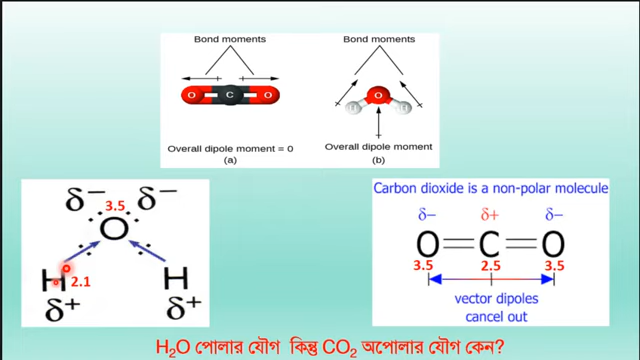 Bond moments
Bond moments
O C O
O
H H
Overall dipole moment = 0
Overall dipole moment
(a)
(b)
δ− 3.5 δ−
O
H 2.1 H
δ+ δ+
Carbon dioxide is a non-polar molecule
δ− δ+ δ−
O=C=O
3.5 2.5 3.5
vector dipoles
cancel out
H₂O পোলার যৌগ কিন্তু CO₂ অপোলার যৌগ কেন?